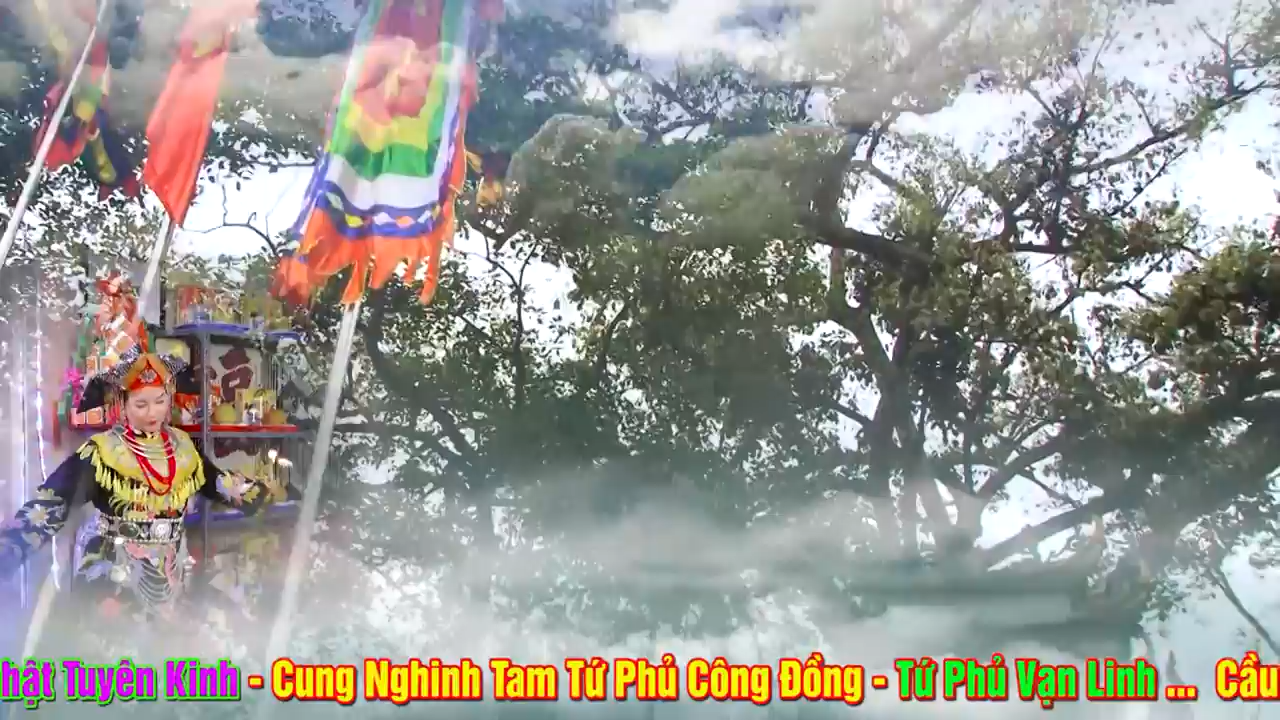 hật Tuyên Kinh - Cung Nghinh Tam Tứ Phủ Công Đồng - Tứ Phủ Vạn Linh ... Cầu